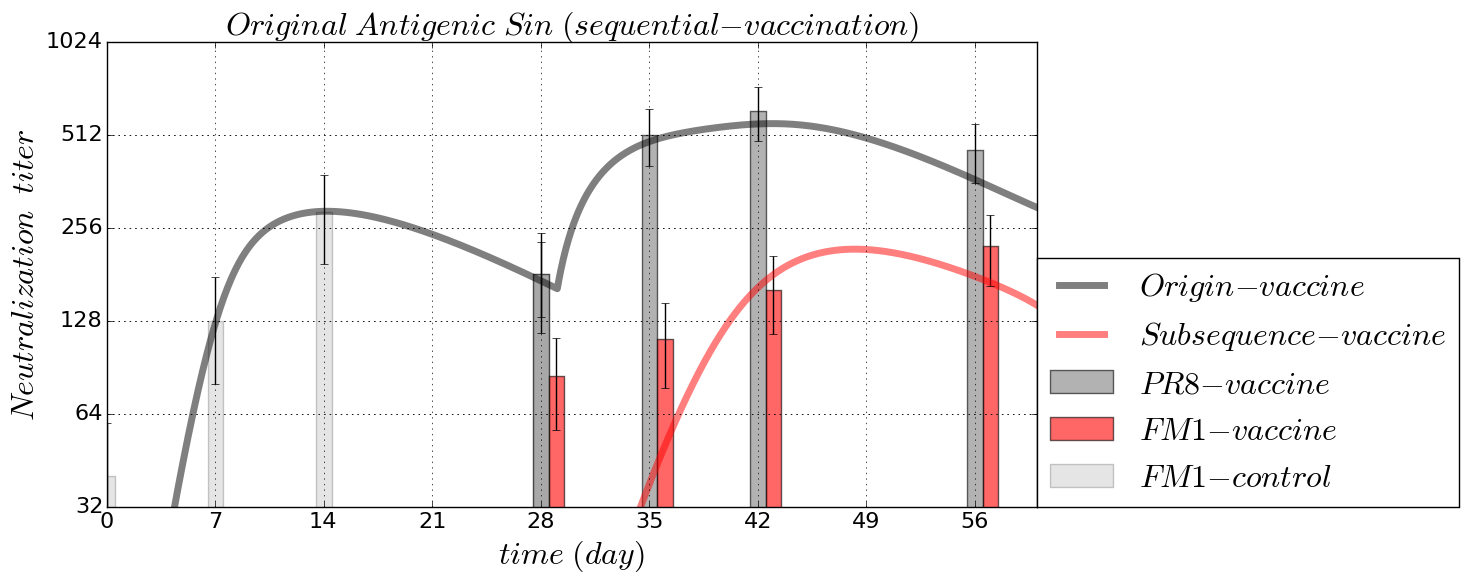 Original Antigenic Sin (sequential−vaccination)
1024
512
256
128
64
32
Neutralization titer
0 7 14 21 28 35 42 49 56
time (day)
Origin−vaccine
Subsequence−vaccine
PR8−vaccine
FM1−vaccine
FM1−control